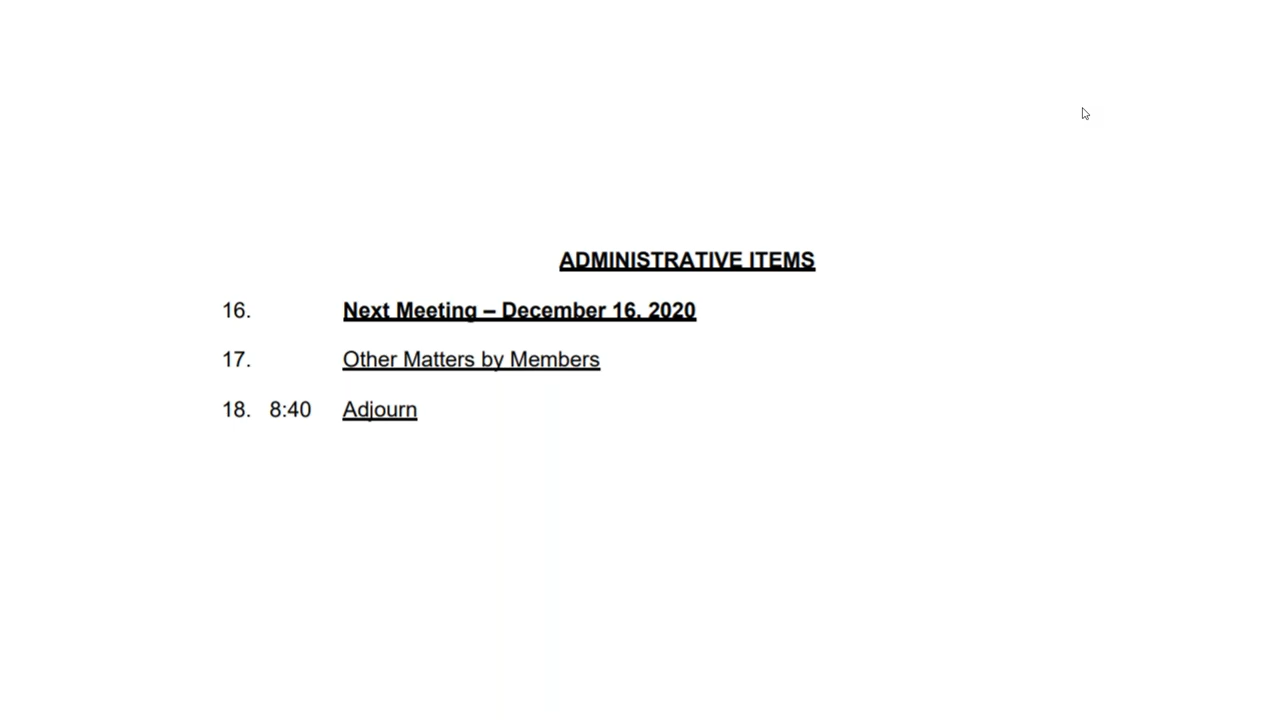 ADMINISTRATIVE ITEMS
16. Next Meeting – December 16, 2020
17. Other Matters by Members
18. 8:40 Adjourn